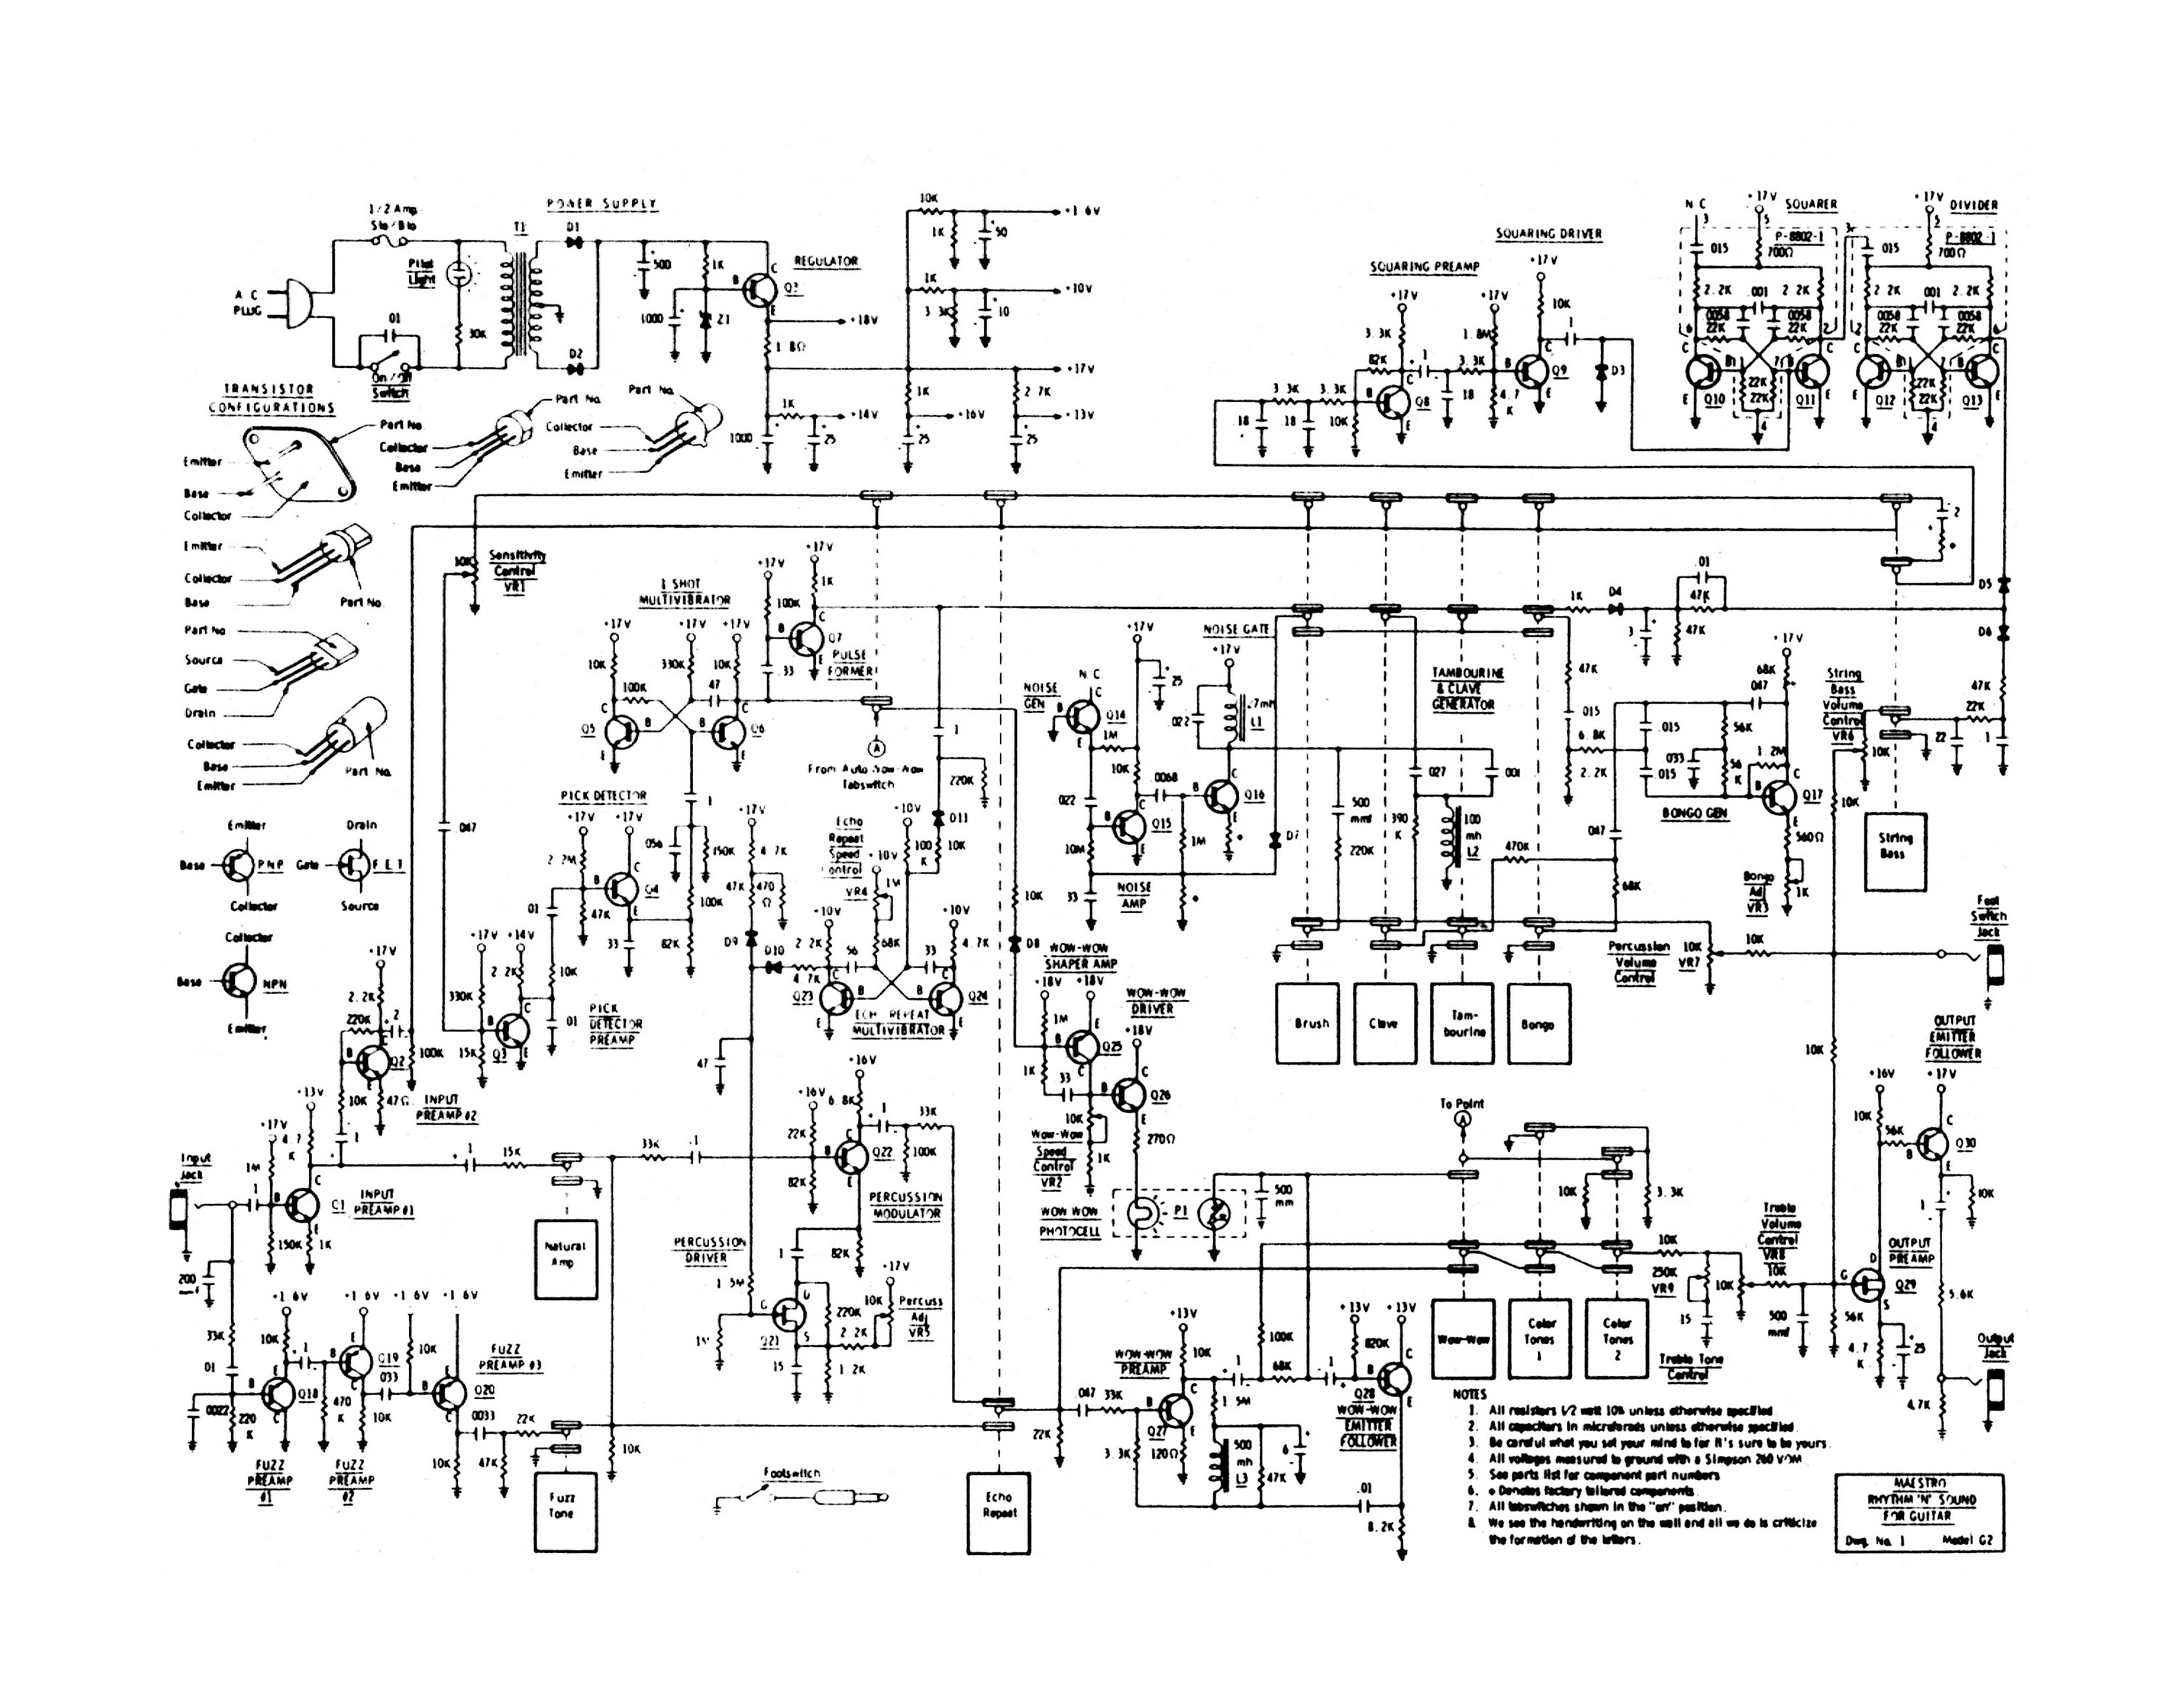 POWER SUPPLY
1/2 Amp
Slo/Blo
T1
D1
Pilot
Light
A C
PLUG
01
30K
On/Off
Switch
D2
500
1K
1000
Z1
B
C
E
REGULATOR
+18V
1.8Ω
+17V
1K
+14V
1000
25
10K
+1 6V
1K
50
1K
+10V
3 3K
10
1K
+16V
25
2.7K
+13V
25
TRANSISTOR
CONFIGURATIONS
Part No
Emitter
Base
Collector
Part No.
Collector
Base
Emitter
Part No.
Collector
Base
Emitter
Emitter
Collector
Base
Part No.
Part No
Source
Gate
Drain
Collector
Base
Emitter
Part No.
Emitter
Base
PNP
Collector
Drain
Gate
F.E.T
Source
Collector
Base
NPN
Emitter
SQUARING PREAMP
+17V
3.3K
82K
3.3K
3.3K
.18
18
10K
Q8
SQUARING DRIVER
+17V
1.8M
3.3K
18
4.7
K
+17V
10K
Q9
D3
N C
3
+17V
5
SQUARER
P-8802-1
015
700Ω
2.2K
.001
2 2K
0058
22K
0058
22K
Q10
22K
22K
Q11
4
+17V
5
DIVIDER
P-8802-1
015
700Ω
2 2K
001
2.2K
0058
22K
0058
22K
Q12
22K
22K
Q13
4
10K
Sensitivity
Control
VR1
1 SHOT
MULTIVIBRATOR
+17V
+17V
+17V
10K
330K
10K
100K
47
Q5
Q6
+17V
100K
+17V
1K
Q7
PULSE
FORMER
.33
A
From Auto Wow-Wow
Tabswitch
PICK DETECTOR
+17V
+17V
2.2M
Q4
47K
01
33
82K
056
150K
100K
.047
+17V
+14V
330K
2.2K
15K
Q3
10K
01
PICK
DETECTOR
PREAMP
+17V
2.2K
220K
2
Q2
100K
10K
47Ω
INPUT
PREAMP #2
+17V
4.7
K
1M
+13V
Input
Jack
Q1
INPUT
PREAMP #1
150K
1K
200
33K
01
0022
220
K
+1 6V
10K
Q18
FUZZ
PREAMP
#1
+1 6V
Q19
470
K
10K
033
FUZZ
PREAMP
#2
+1 6V
10K
+1 6V
FUZZ
PREAMP #3
Q20
0033
22K
10K
47K
15K
Natural
Amp
Fuzz
Tone
33K
.1
10K
Footswitch
+17V
4.7K
47K
470
Ω
D9
D10
4 7K
47
Echo
Repeat
Speed
Control
VR4
+10V
1M
+10V
2 2K
56
68K
+10V
100
K
33
+10V
4.7K
Q23
Q24
ECHO REPEAT
MULTIVIBRATOR
1
220K
D11
10K
+16V
22K
82K
+16V
6.8K
1
33K
100K
Q22
PERCUSSION
MODULATOR
PERCUSSION
DRIVER
1.5M
1
82K
+17V
Q21
220K
10K
Percuss
Adj
VR5
2.2K
15
1.2K
Echo
Repeat
10K
D8
WOW-WOW
SHAPER AMP
+18V
+18V
1M
Q25
1K
33
10K
Wow-Wow
Speed
Control
VR2
1K
WOW-WOW
DRIVER
+18V
Q26
270Ω
WOW WOW
PHOTOCELL
P1
500
mm
NOISE
GEN
N C
Q14
+17V
25
1M
10K
022
Q15
10M
33
NOISE
AMP
.0068
1M
NOISE GATE
+17V
.022
.7mh
L1
Q16
D7
500
mmf
220K
TAMBOURINE
& CLAVE
GENERATOR
027
390
K
001
100
mh
L2
470K
1K
D4
.01
47K
3
47K
47K
015
6.8K
2.2K
.015
.015
033
56K
56
K
047
1.2M
+17V
68K
Q17
BONGO GEN
560Ω
Bongo
Adj
VR3
1K
047
68K
Brush
Clave
Tam-
bourine
Bongo
Percussion
Volume
Control
10K
VR7
10K
2
D5
D6
47K
22K
22
1
String
Bass
Volume
Control
VR6
10K
10K
String
Bass
Foot
Switch
Jack
10K
OUTPUT
EMITTER
FOLLOWER
+17V
+16V
10K
56K
Q30
1
10K
OUTPUT
PREAMP
Q29
56K
4.7
K
25
5.6K
Output
Jack
4.7K
To Point
A
10K
3.3K
10K
250K
VR9
15
Treble Tone
Control
Treble
Volume
Control
VR8
10K
10K
500
mmf
Wow-Wow
Color
Tones
1
Color
Tones
2
22K
.047
33K
WOW-WOW
PREAMP
+13V
10K
Q27
120Ω
3.3K
1
1.5M
500
mh
L3
100K
68K
47K
6
+13V
+13V
820K
1
Q28
WOW-WOW
EMITTER
FOLLOWER
.01
8.2K
NOTES
1. All resistors 1/2 watt 10% unless otherwise specified
2. All capacitors in microfarads unless otherwise specified.
3. Be careful what you set your mind to for it's sure to be yours.
4. All voltages measured to ground with a Simpson 260 VOM
5. See parts list for component part numbers
6. • Denotes factory tailored components.
7. All tabswitches shown in the "on" position.
8. We see the handwriting on the wall and all we do is criticize
the formation of the letters.
MAESTRO
RHYTHM 'N' SOUND
FOR GUITAR
Dwg. No. 1 Model G2